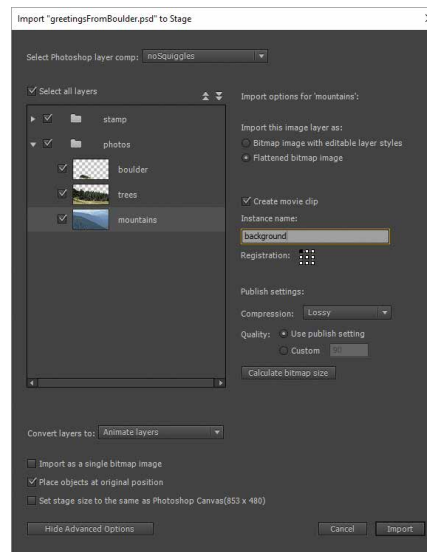 Import "greetingsFromBoulder.psd" to Stage
Select Photoshop layer comp: noSquiggles
Select all layers
stamp
photos
boulder
trees
mountains
Import options for 'mountains':
Import this image layer as:
Bitmap image with editable layer styles
Flattened bitmap image
Create movie clip
Instance name:
background
Registration:
Publish settings:
Compression: Lossy
Quality: Use publish setting
Custom 90
Calculate bitmap size
Convert layers to: Animate layers
Import as a single bitmap image
Place objects at original position
Set stage size to the same as Photoshop Canvas(853 x 480)
Hide Advanced Options
Cancel
Import